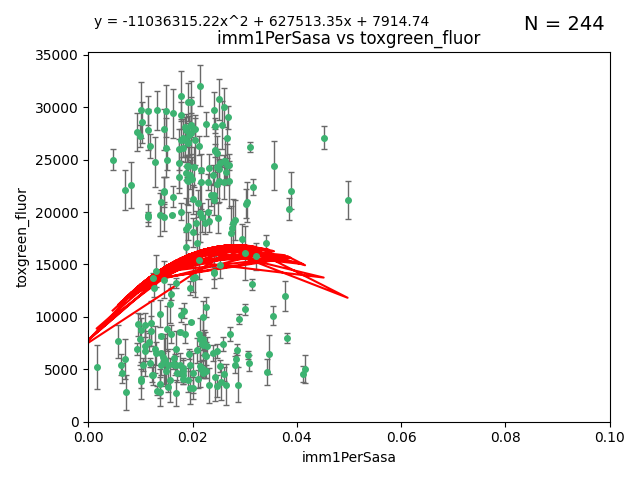 y = -11036315.22x^2 + 627513.35x + 7914.74
N = 244
imm1PerSasa vs toxgreen_fluor
35000
30000
25000
20000
15000
10000
5000
0
toxgreen_fluor
0.00 0.02 0.04 0.06 0.08 0.10
imm1PerSasa